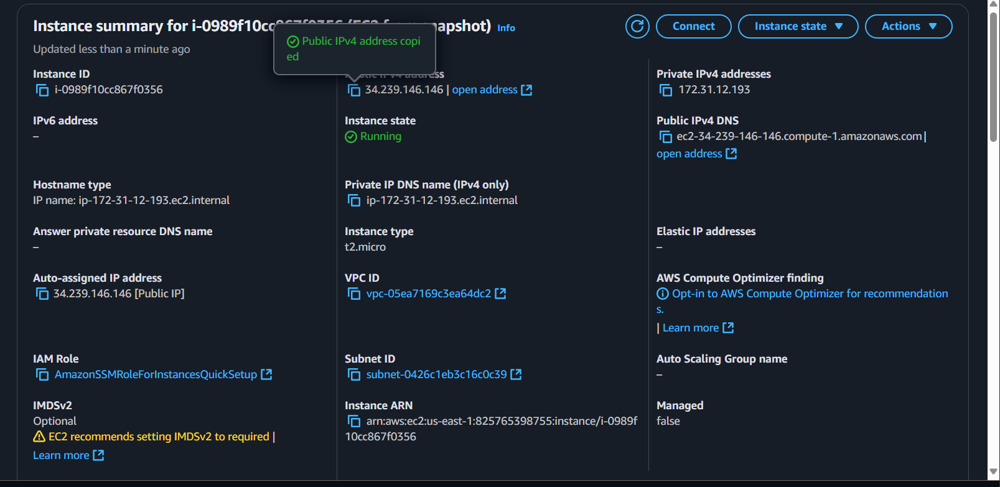 Instance summary for i-0989f10cc867f0356 (EC2 from snapshot) Info
Connect
Instance state
Actions
Updated less than a minute ago
Public IPv4 address copi
ed
Instance ID
i-0989f10cc867f0356
Public IPv4 address
34.239.146.146 | open address
Private IPv4 addresses
172.31.12.193
IPv6 address
–
Instance state
Running
Public IPv4 DNS
ec2-34-239-146-146.compute-1.amazonaws.com |
open address
Hostname type
IP name: ip-172-31-12-193.ec2.internal
Private IP DNS name (IPv4 only)
ip-172-31-12-193.ec2.internal
Answer private resource DNS name
–
Instance type
t2.micro
Elastic IP addresses
–
Auto-assigned IP address
34.239.146.146 [Public IP]
VPC ID
vpc-05ea7169c3ea64dc2
AWS Compute Optimizer finding
Opt-in to AWS Compute Optimizer for recommendation
s.
| Learn more
IAM Role
AmazonSSMRoleForInstancesQuickSetup
Subnet ID
subnet-0426c1eb3c16c0c39
Auto Scaling Group name
–
IMDSv2
Optional
EC2 recommends setting IMDSv2 to required |
Learn more
Instance ARN
arn:aws:ec2:us-east-1:825765398755:instance/i-0989f
10cc867f0356
Managed
false